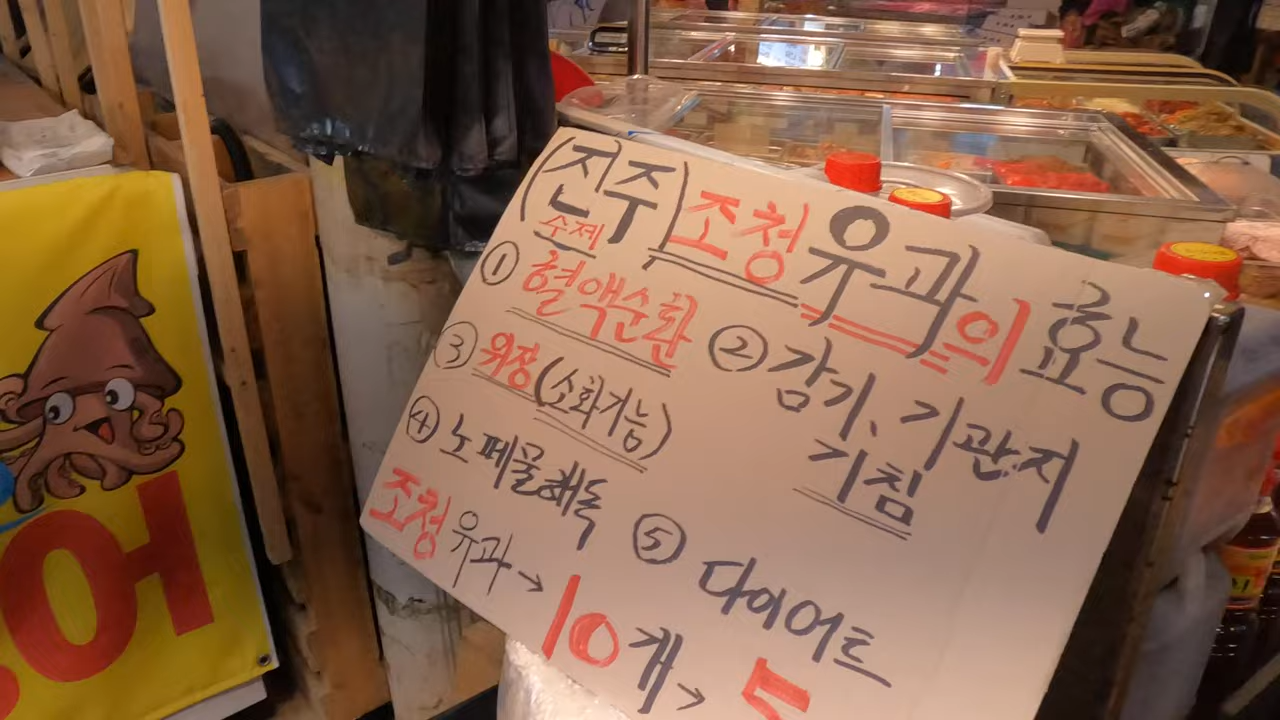 (전주) 조청유과의 효능
수제
① 혈액순환
② 감기、기관지
기침
③ 위장(소화기능)
④ 노폐물해독
⑤ 다이어트
조청유과→10개→5
어